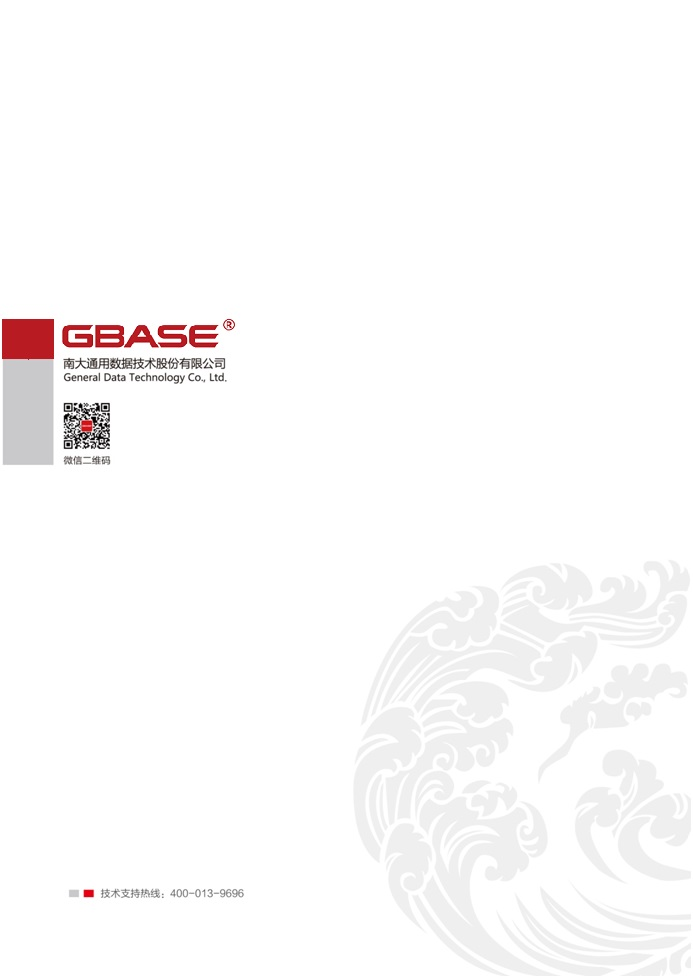 GBASE®
南大通用数据技术股份有限公司
General Data Technology Co., Ltd.
微信二维码
技术支持热线：400-013-9696